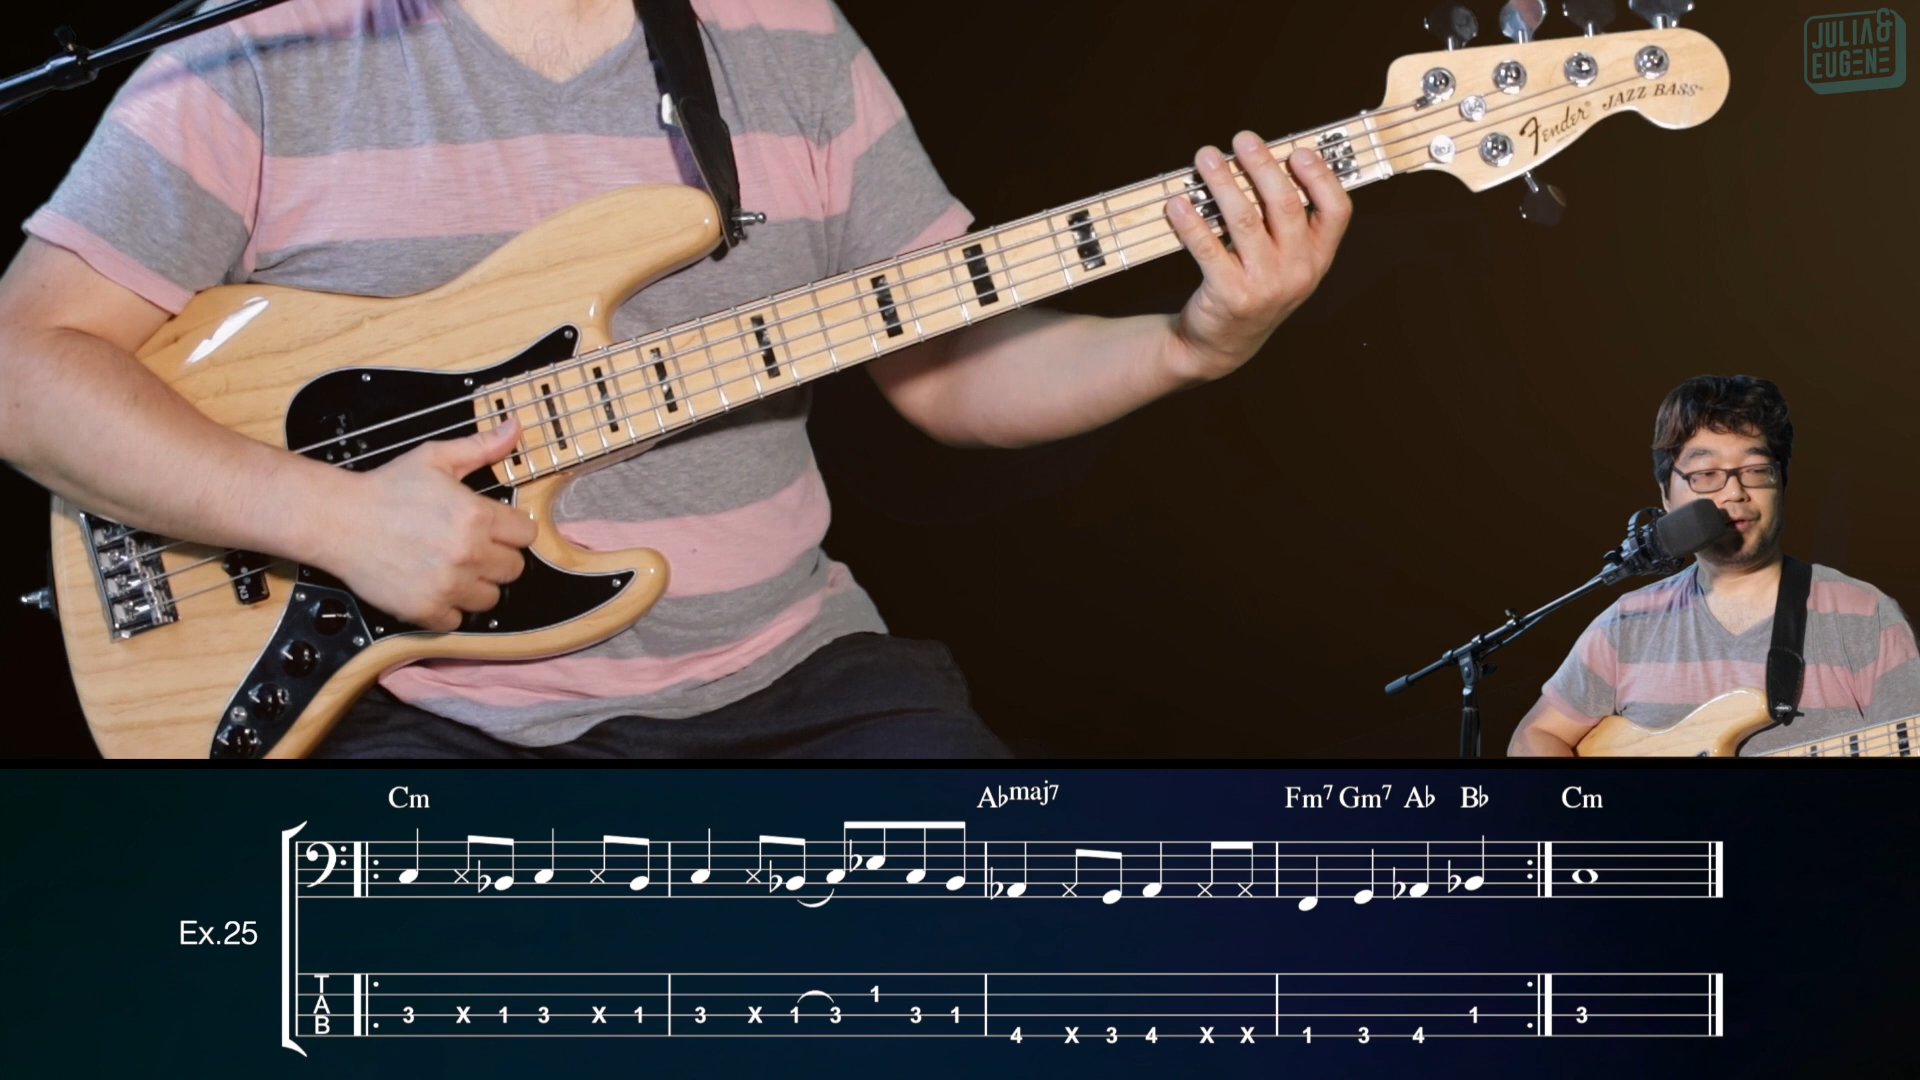 JULIA&
EUGENE
Fender JAZZ BASS
Cm A♭maj7 Fm7 Gm7 A♭ B♭ Cm
Ex.25
T
A
B
1
3 X 1 3 X 1 3 X 1 3 3 1 1 3
4 X 3 4 X X 1 3 4